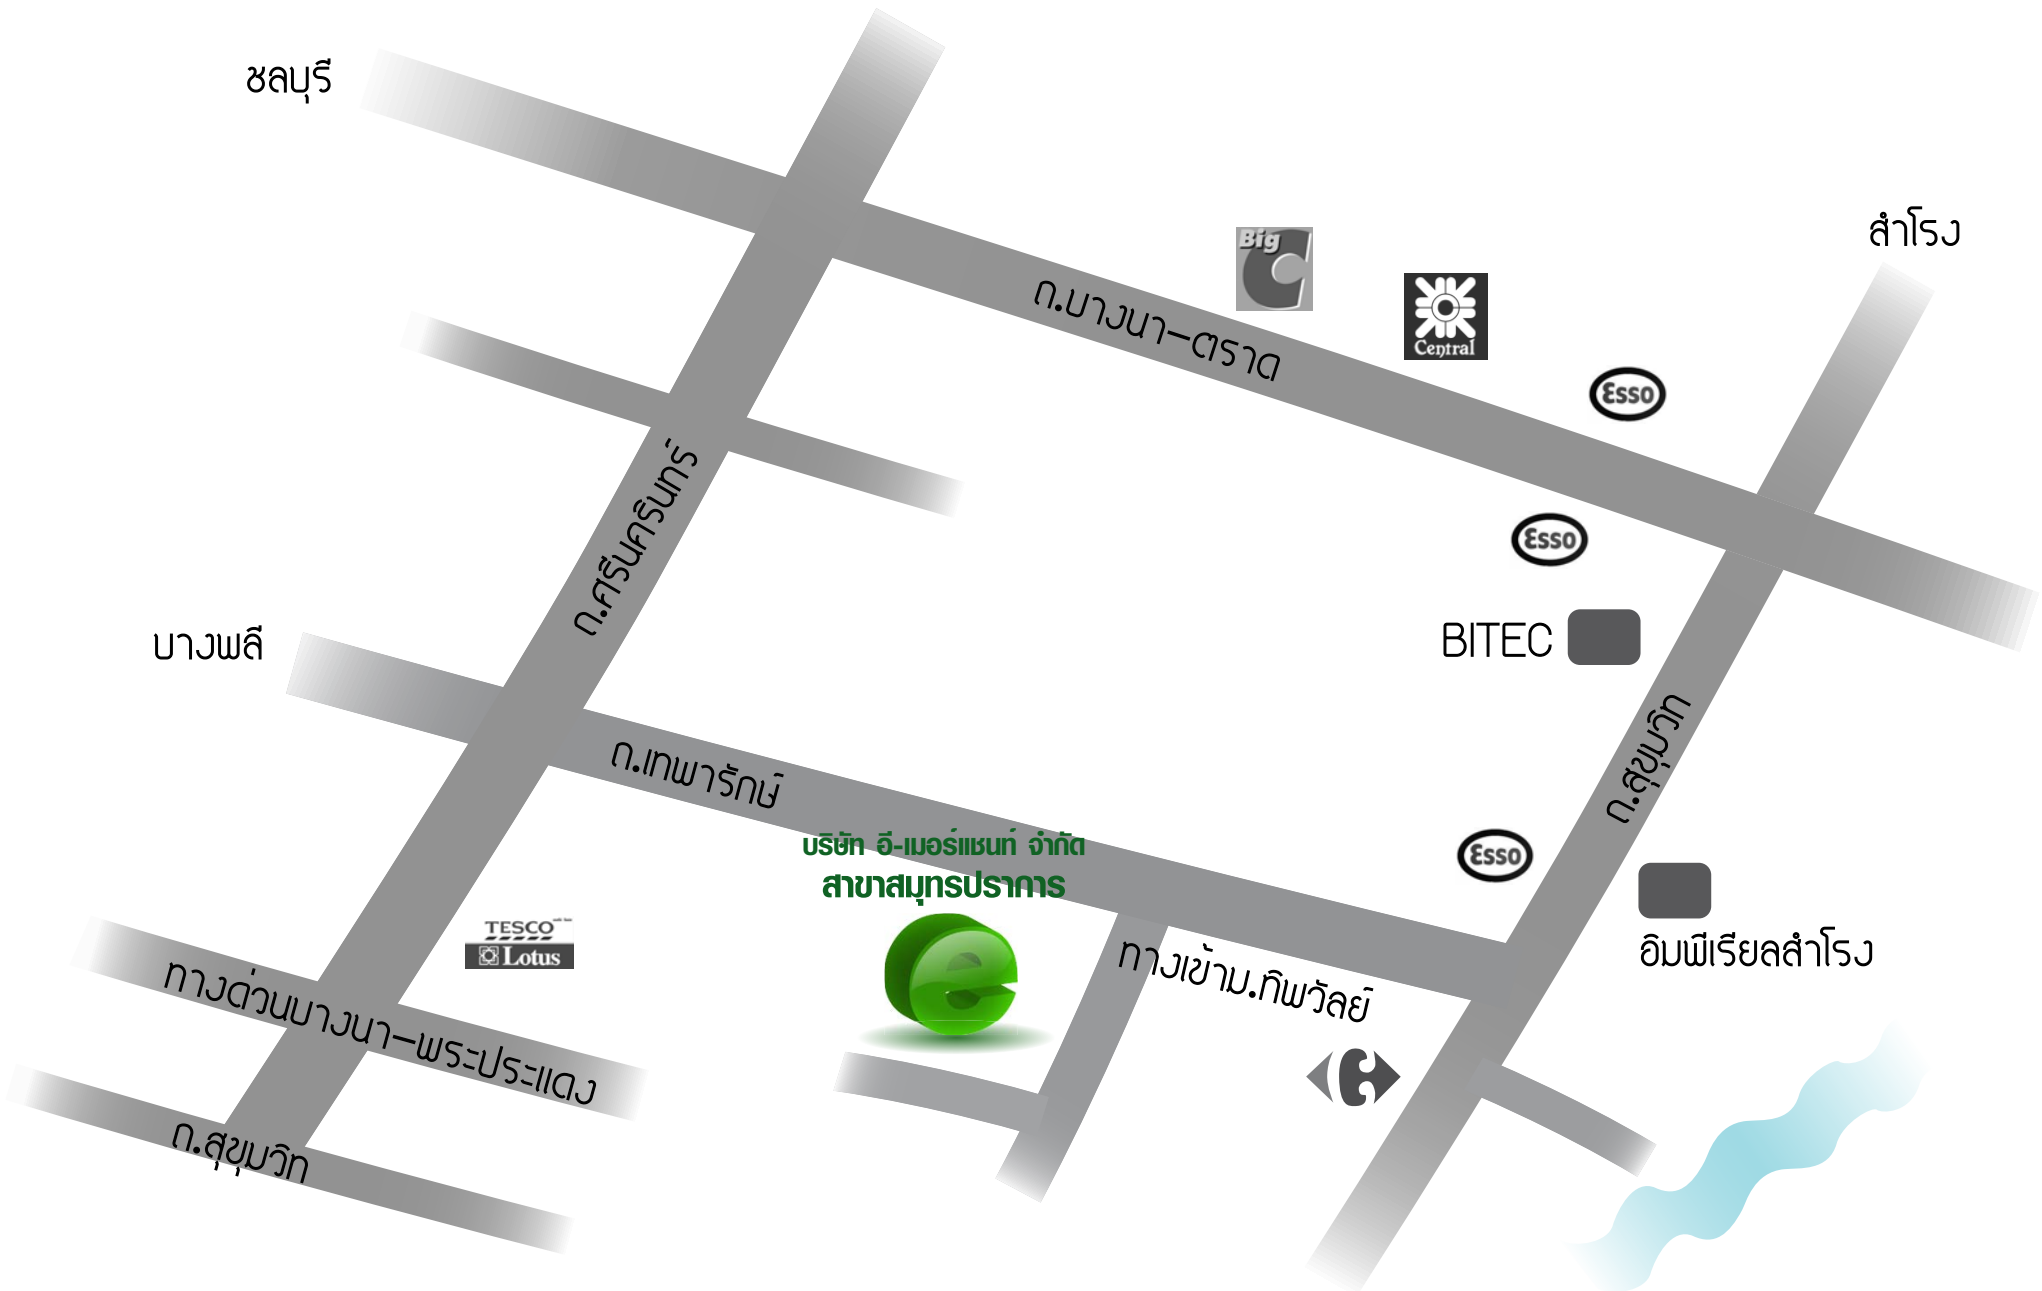 ชลบุรี
สำโรง
Big
C
Central
ถ.บางนา-ตราด
Esso
ถ.ศรีนครินทร์
Esso
BITEC
บางพลี
ถ.สุขุมวิท
ถ.เทพารักษ์
บริษัท อี-เมอร์แชนท์ จำกัด
สาขาสมุทรปราการ
Esso
TESCO
Lotus
e
อิมพีเรียลสำโรง
ทางเข้าม.ทิพวัลย์
ทางด่วนบางนา-พระประแดง
ถ.สุขุมวิท